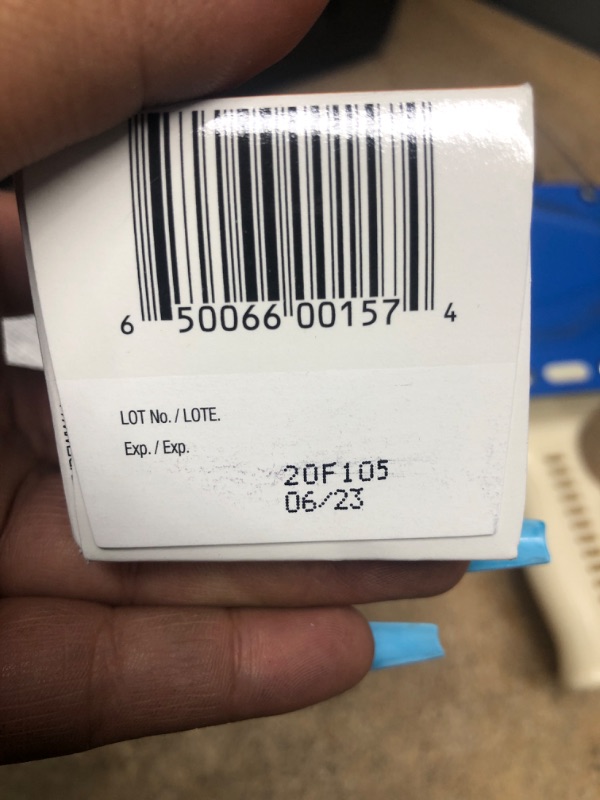 6 50066 00157 4
LOT No. / LOTE.
Exp. / Exp.
20F105
06/23